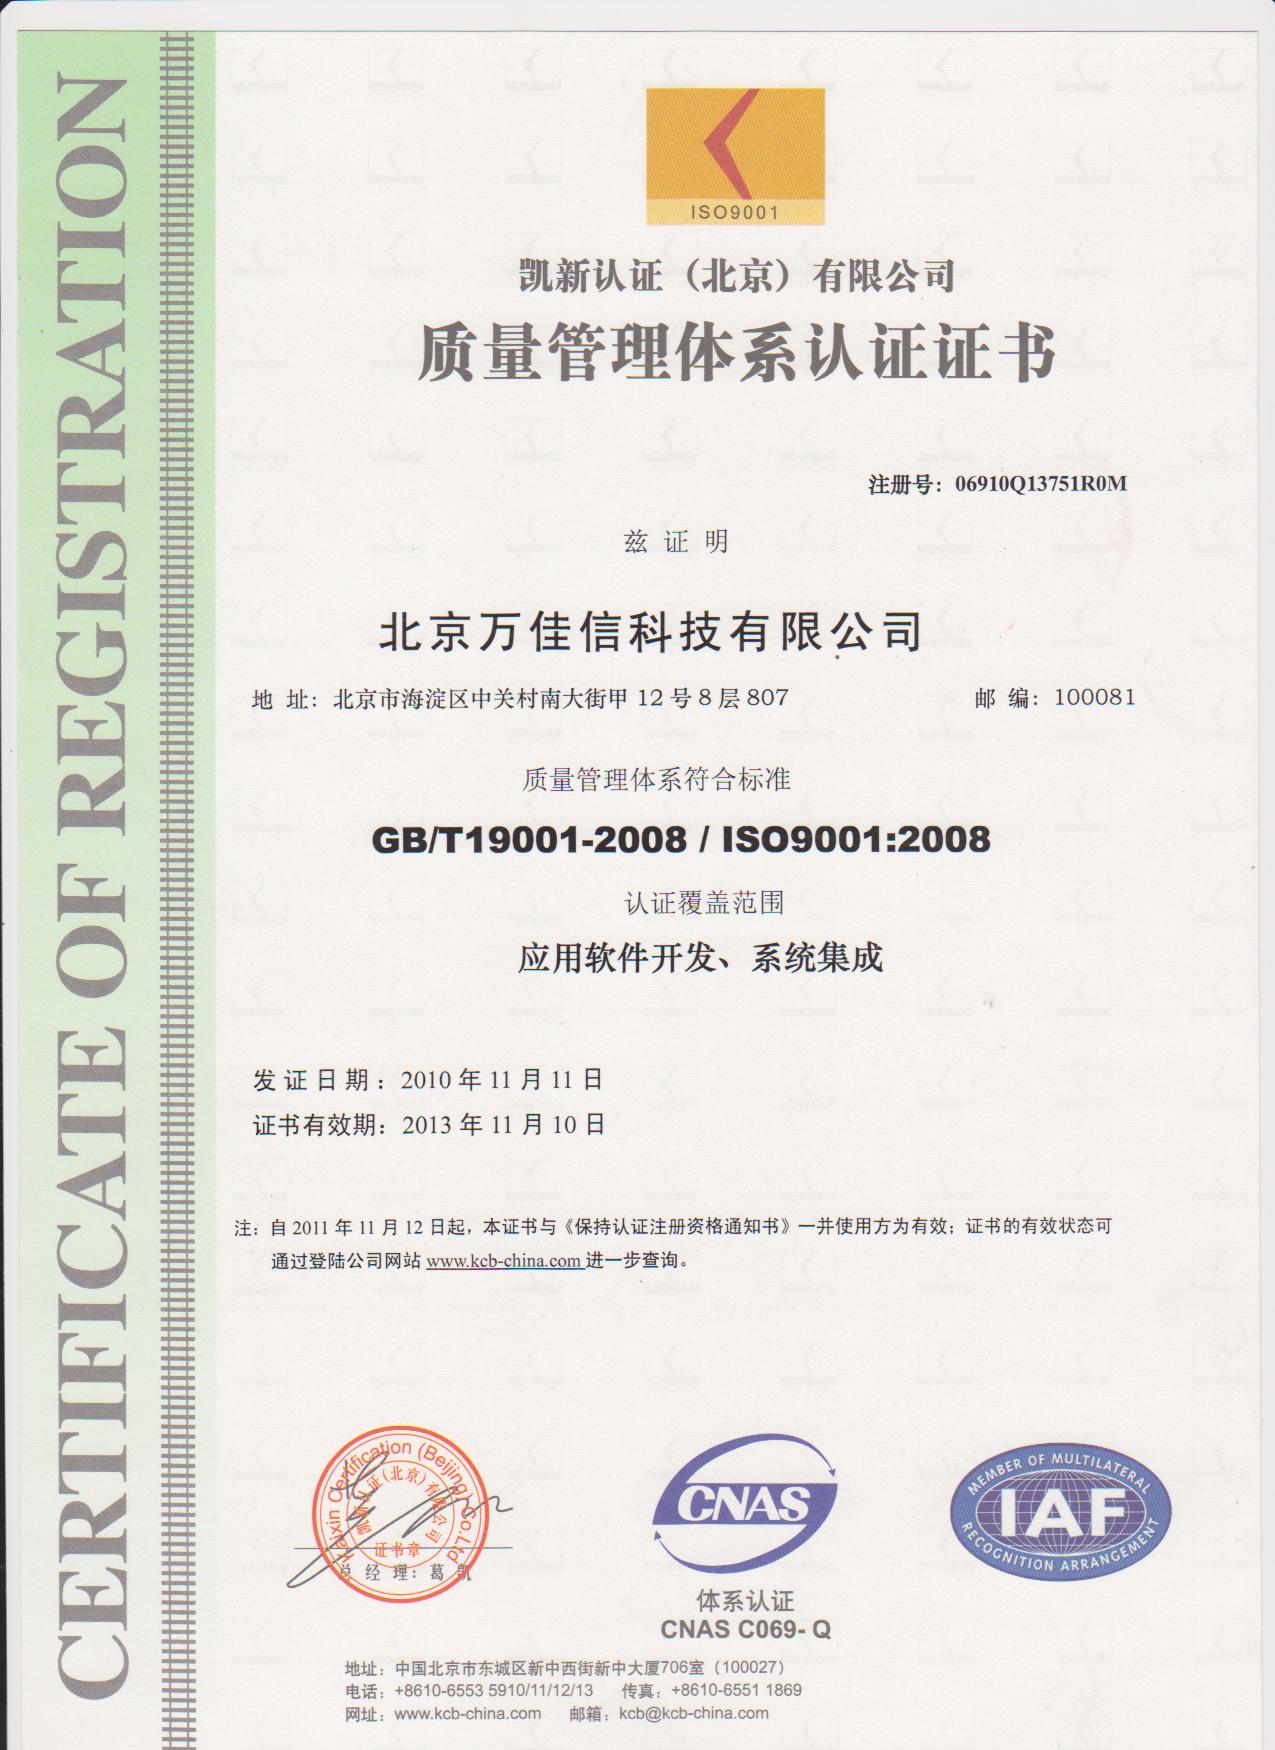 CERTIFICATE OF REGISTRATION
ISO9001
凯新认证（北京）有限公司
质量管理体系认证证书
注册号：06910Q13751R0M
兹 证 明
北京万佳信科技有限公司
地 址：北京市海淀区中关村南大街甲 12 号 8 层 807 邮 编：100081
质量管理体系符合标准
GB/T19001-2008 / ISO9001:2008
认证覆盖范围
应用软件开发、系统集成
发 证 日 期 ：2010 年 11 月 11 日
证书有效期：2013 年 11 月 10 日
注：自 2011 年 11 月 12 日起，本证书与《保持认证注册资格通知书》一并使用方为有效；证书的有效状态可
通过登陆公司网站 www.kcb-china.com 进一步查询。
Kaixin Certification (Beijing) Co.Ltd
凯新认证(北京)有限公司
证书章
总 经 理：葛 凯
CNAS
体系认证
CNAS C069- Q
MEMBER OF MULTILATERAL
IAF
RECOGNITION ARRANGEMENT
地址：中国北京市东城区新中西街新中大厦706室（100027）
电话：+8610-6553 5910/11/12/13 传真：+8610-6551 1869
网址：www.kcb-china.com 邮箱：kcb@kcb-china.com